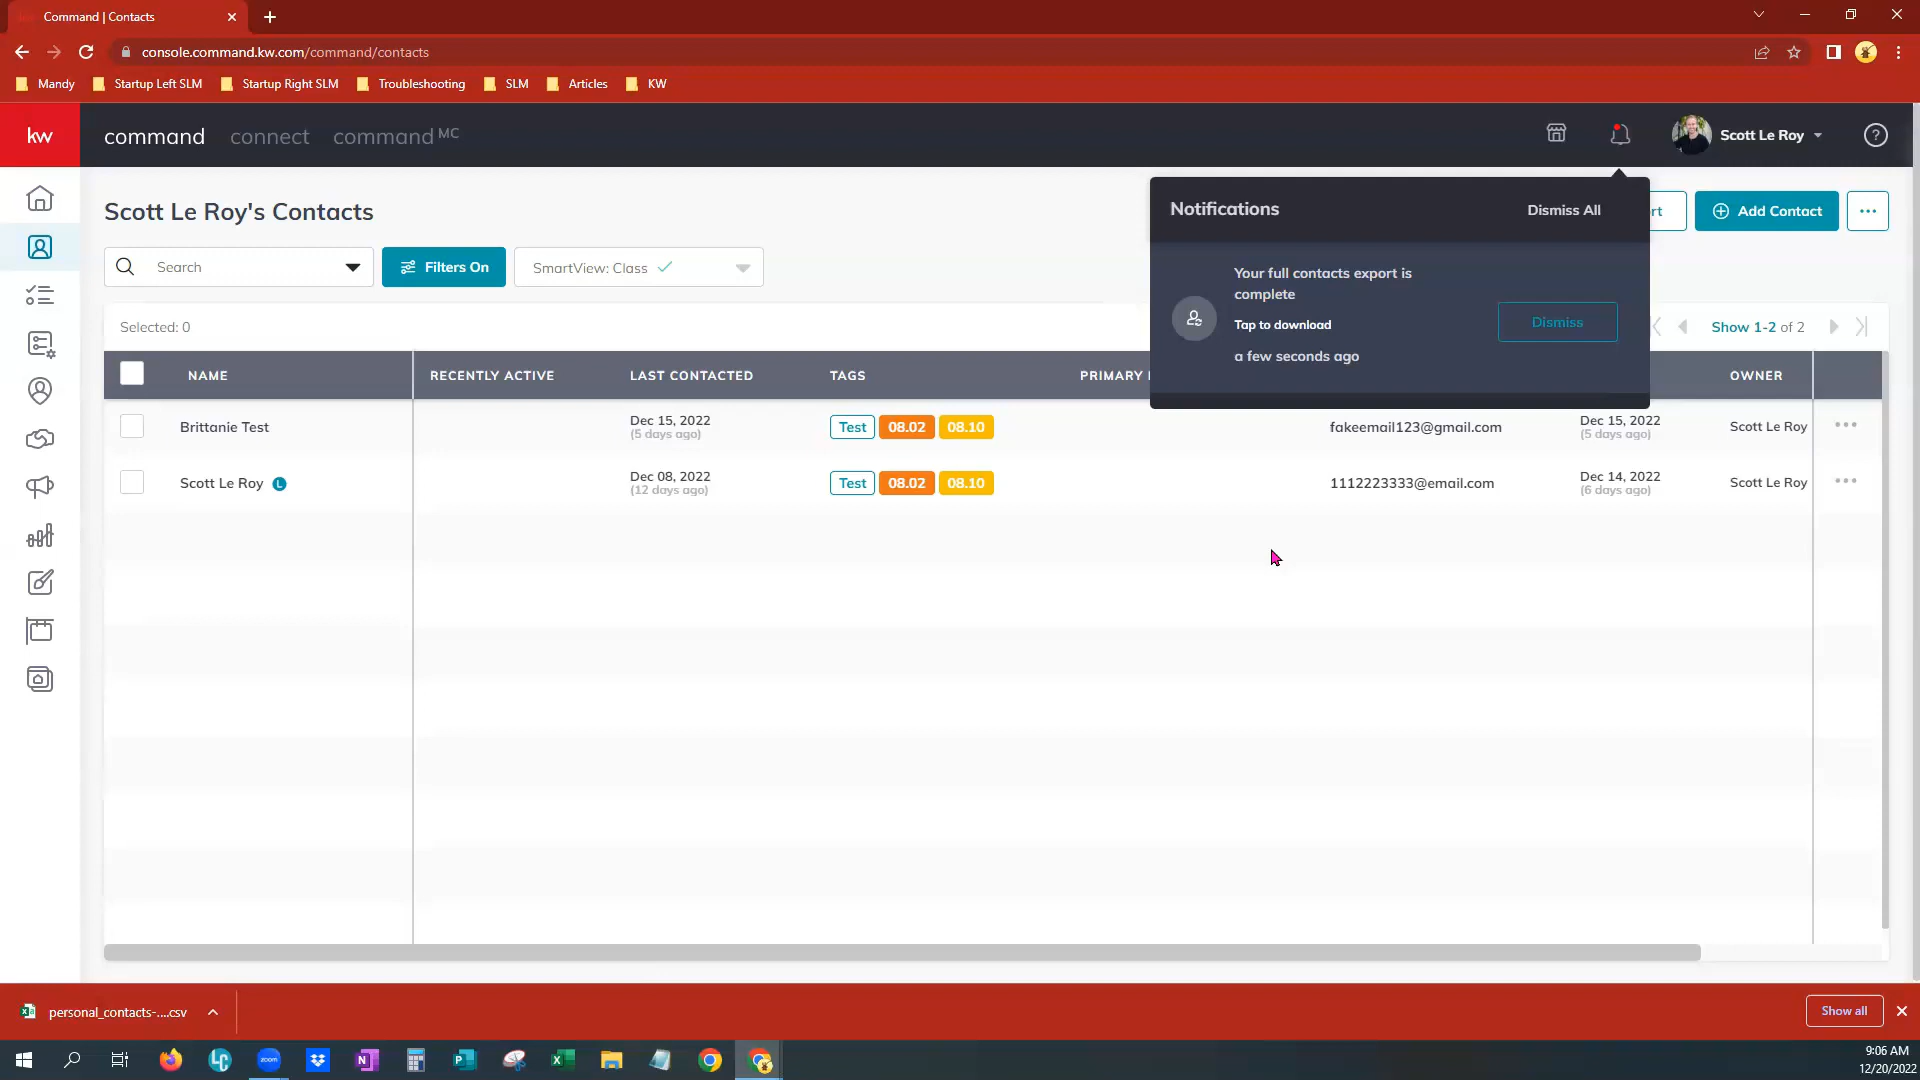 Command | Contacts
console.command.kw.com/command/contacts
Mandy Startup Left SLM Startup Right SLM Troubleshooting SLM Articles KW
kw command connect command MC Scott Le Roy
Scott Le Roy's Contacts
Notifications Dismiss All
rt Add Contact
Search Filters On SmartView: Class
Your full contacts export is
complete
Tap to download
a few seconds ago
Dismiss
Selected: 0 Show 1-2 of 2
NAME RECENTLY ACTIVE LAST CONTACTED TAGS PRIMARY OWNER
Brittanie Test Dec 15, 2022 Test 08.02 08.10 fakeemail123@gmail.com Dec 15, 2022 Scott Le Roy
(5 days ago) (5 days ago)
Scott Le Roy L Dec 08, 2022 Test 08.02 08.10 1112223333@email.com Dec 14, 2022 Scott Le Roy
(12 days ago) (6 days ago)
personal_contacts-....csv Show all
LC zoom N P X
9:06 AM
12/20/2022